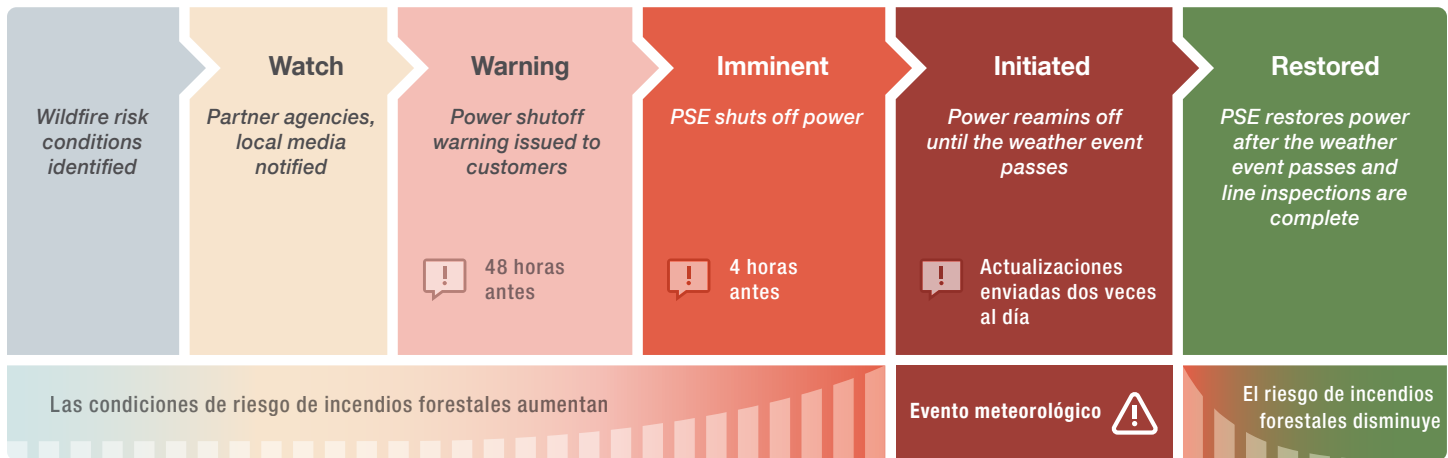 Wildfire risk
conditions
identified
Watch
Partner agencies,
local media
notified
Warning
Power shutoff
warning issued to
customers
48 horas
antes
Imminent
PSE shuts off power
4 horas
antes
Initiated
Power reamins off
until the weather event
passes
Actualizaciones
enviadas dos veces
al día
Restored
PSE restores power
after the weather
event passes and
line inspections are
complete
Las condiciones de riesgo de incendios forestales aumentan
Evento meteorológico
El riesgo de incendios
forestales disminuye